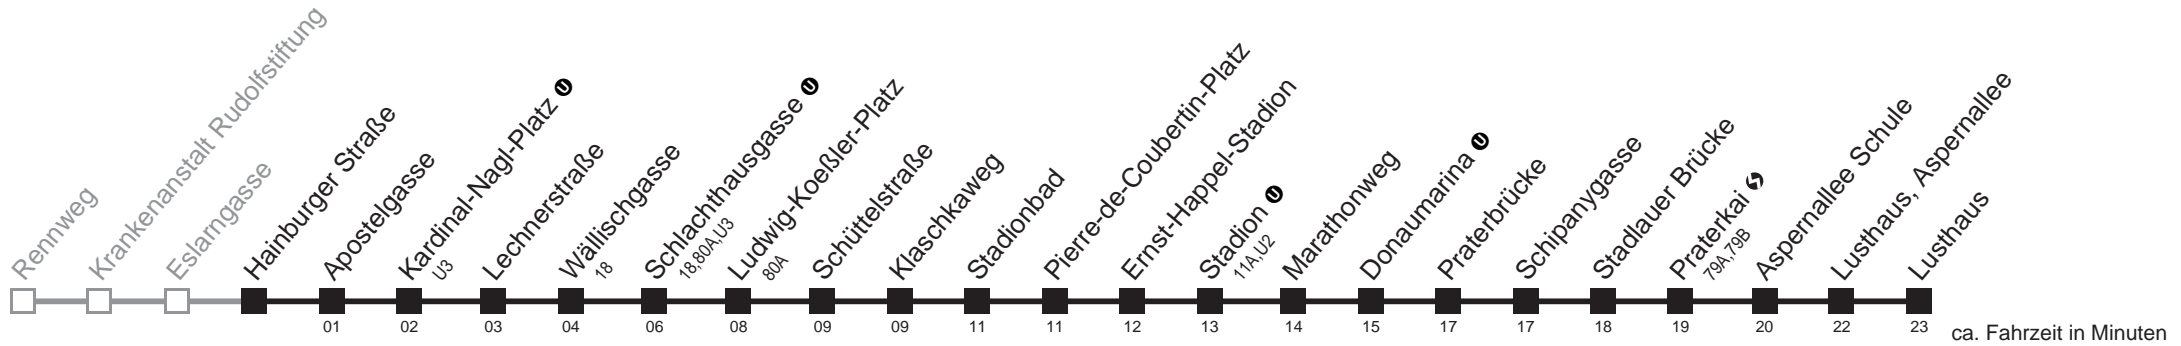 Rennweg
Krankenanstalt Rudolfstiftung
Eslarngasse
Hainburger Straße
Apostelgasse
Kardinal-Nagl-Platz U
U3
Lechnerstraße
Wällischgasse
18
Schlachthausgasse U
18,80A,U3
Ludwig-Koeßler-Platz
80A
Schüttelstraße
Klaschkaweg
Stadionbad
Pierre-de-Coubertin-Platz
Ernst-Happel-Stadion
Stadion U
11A,U2
Marathonweg
Donaumarina U
Praterbrücke
Schipanygasse
Stadlauer Brücke
Praterkai S
79A,79B
Aspernallee Schule
Lusthaus, Aspernallee
Lusthaus
01 02 03 04 06 08 09 09 11 11 12 13 14 15 17 17 18 19 20 22 23 ca. Fahrzeit in Minuten